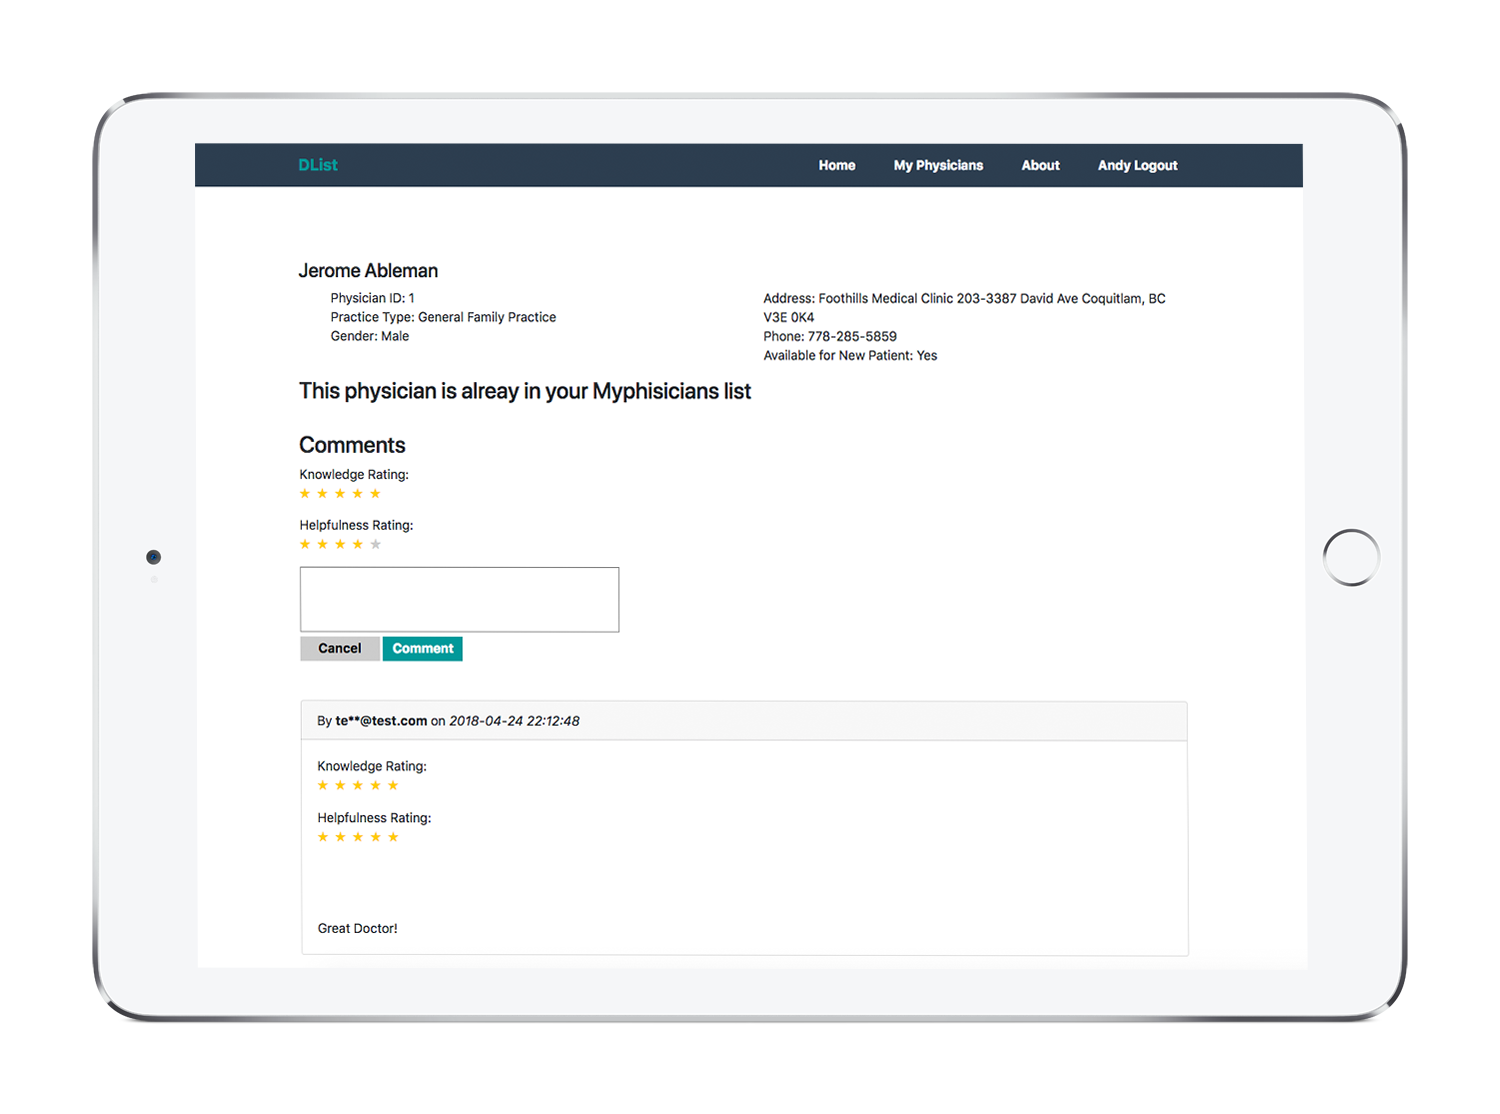 DList
Home
My Physicians
About
Andy Logout
Jerome Ableman
Physician ID: 1
Practice Type: General Family Practice
Gender: Male
Address: Foothills Medical Clinic 203-3387 David Ave Coquitlam, BC
V3E 0K4
Phone: 778-285-5859
Available for New Patient: Yes
This physician is alreay in your Myphisicians list
Comments
Knowledge Rating:
Helpfulness Rating:
Cancel
Comment
By te**@test.com on 2018-04-24 22:12:48
Knowledge Rating:
Helpfulness Rating:
Great Doctor!